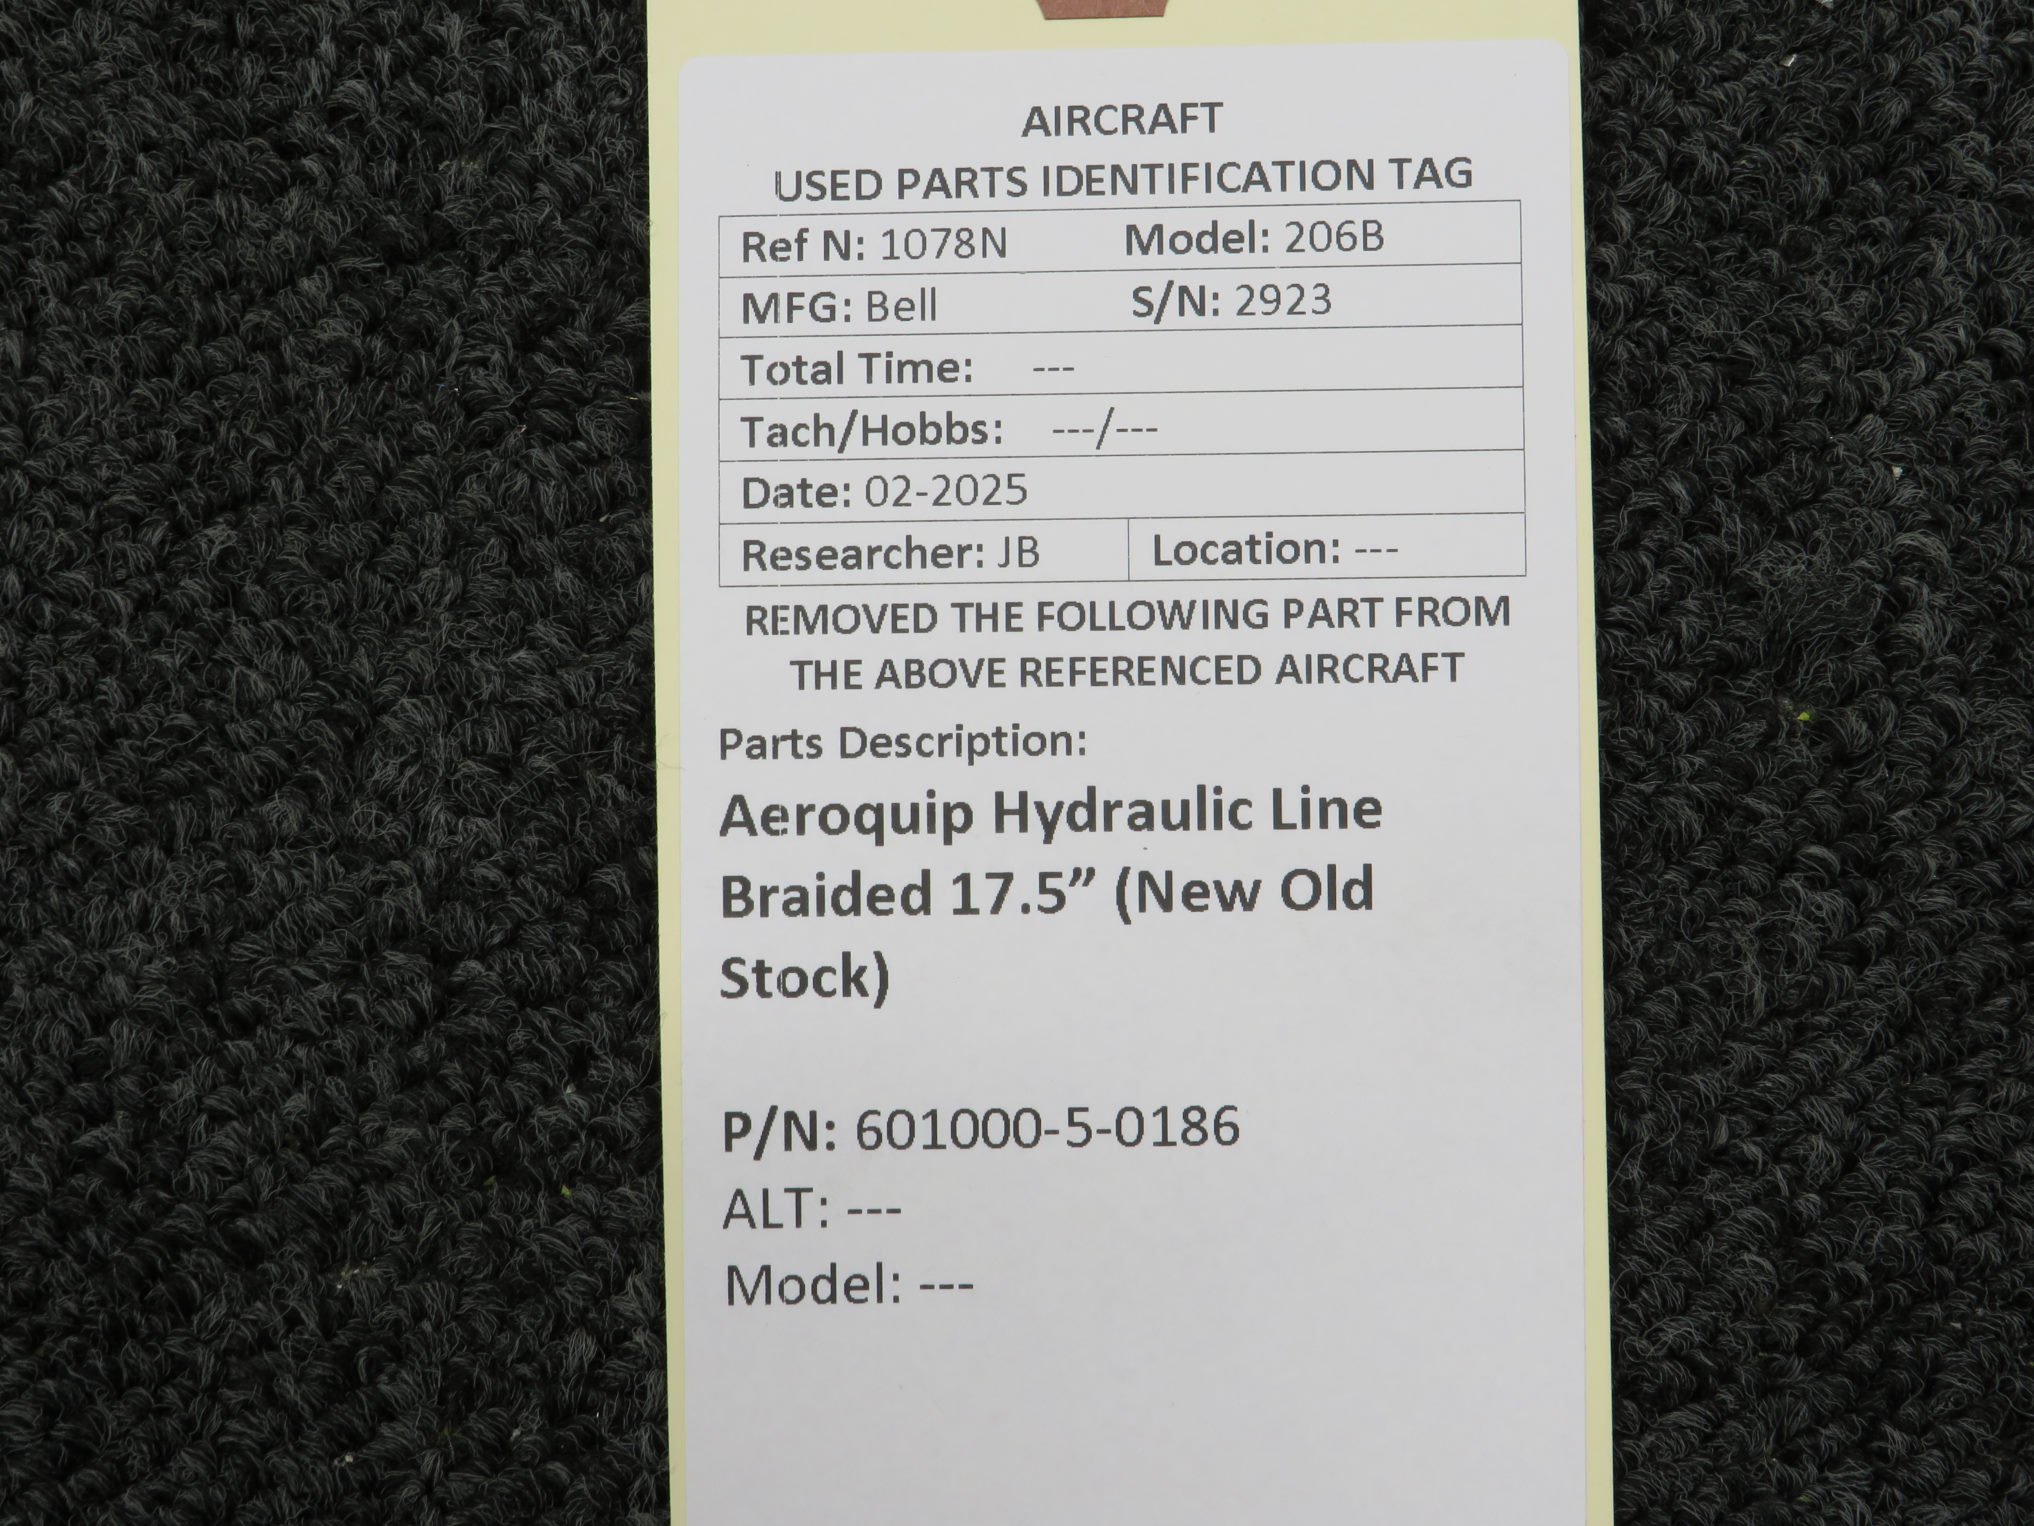 AIRCRAFT
USED PARTS IDENTIFICATION TAG
Ref N: 1078N Model: 206B
MFG: Bell S/N: 2923
Total Time: ---
Tach/Hobbs: ---/---
Date: 02-2025
Researcher: JB Location: ---
REMOVED THE FOLLOWING PART FROM
THE ABOVE REFERENCED AIRCRAFT
Parts Description:
Aeroquip Hydraulic Line
Braided 17.5” (New Old
Stock)
P/N: 601000-5-0186
ALT: ---
Model: ---